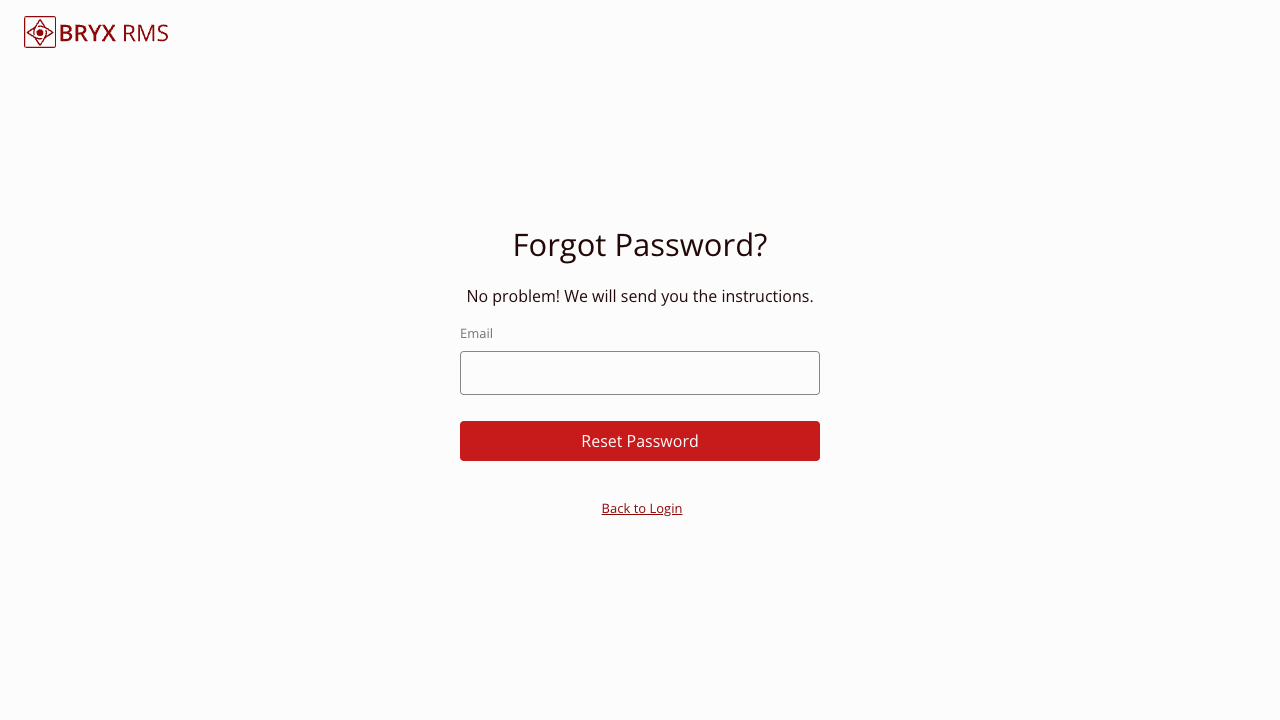 BRYX RMS
Forgot Password?
No problem! We will send you the instructions.
Email
Reset Password
Back to Login